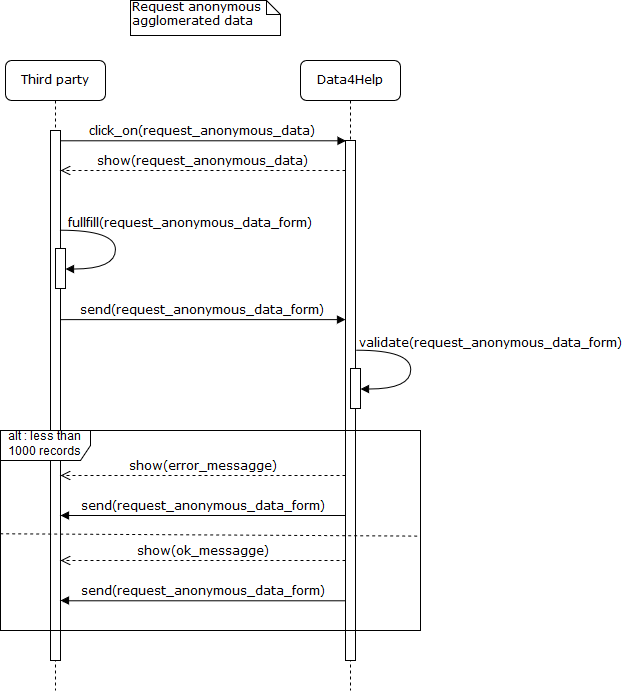 Request anonymous
agglomerated data
Third party
Data4Help
click_on(request_anonymous_data)
show(request_anonymous_data)
fullfill(request_anonymous_data_form)
send(request_anonymous_data_form)
validate(request_anonymous_data_form)
alt : less than
1000 records
show(error_messagge)
send(request_anonymous_data_form)
show(ok_messagge)
send(request_anonymous_data_form)